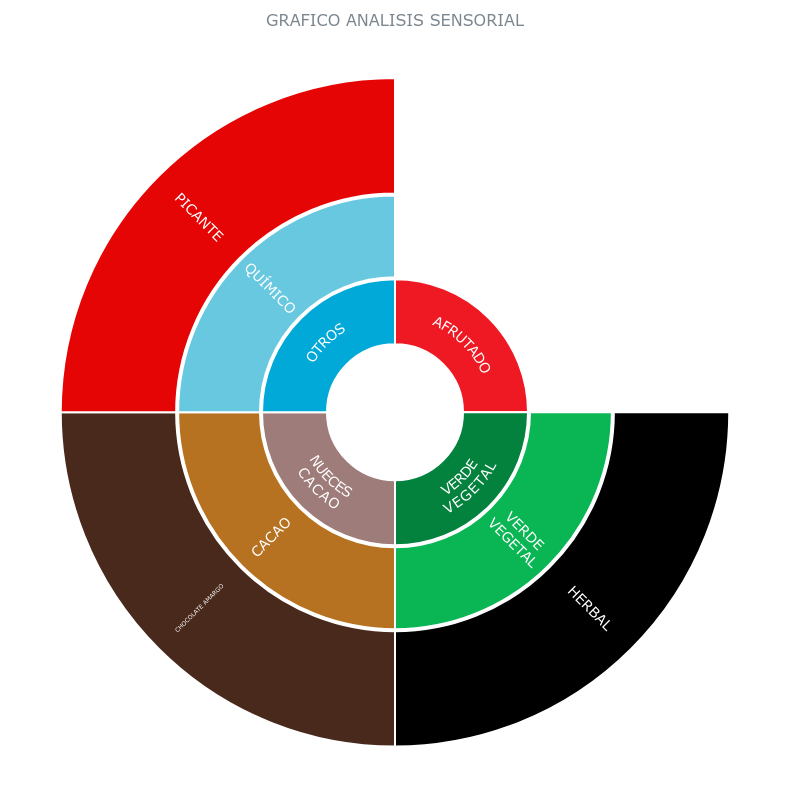 GRAFICO ANALISIS SENSORIAL
PICANTE
QUÍMICO
OTROS
AFRUTADO
NUECES
CACAO
VERDE
VEGETAL
CACAO
VERDE
VEGETAL
CHOCOLATE AMARGO
HERBAL